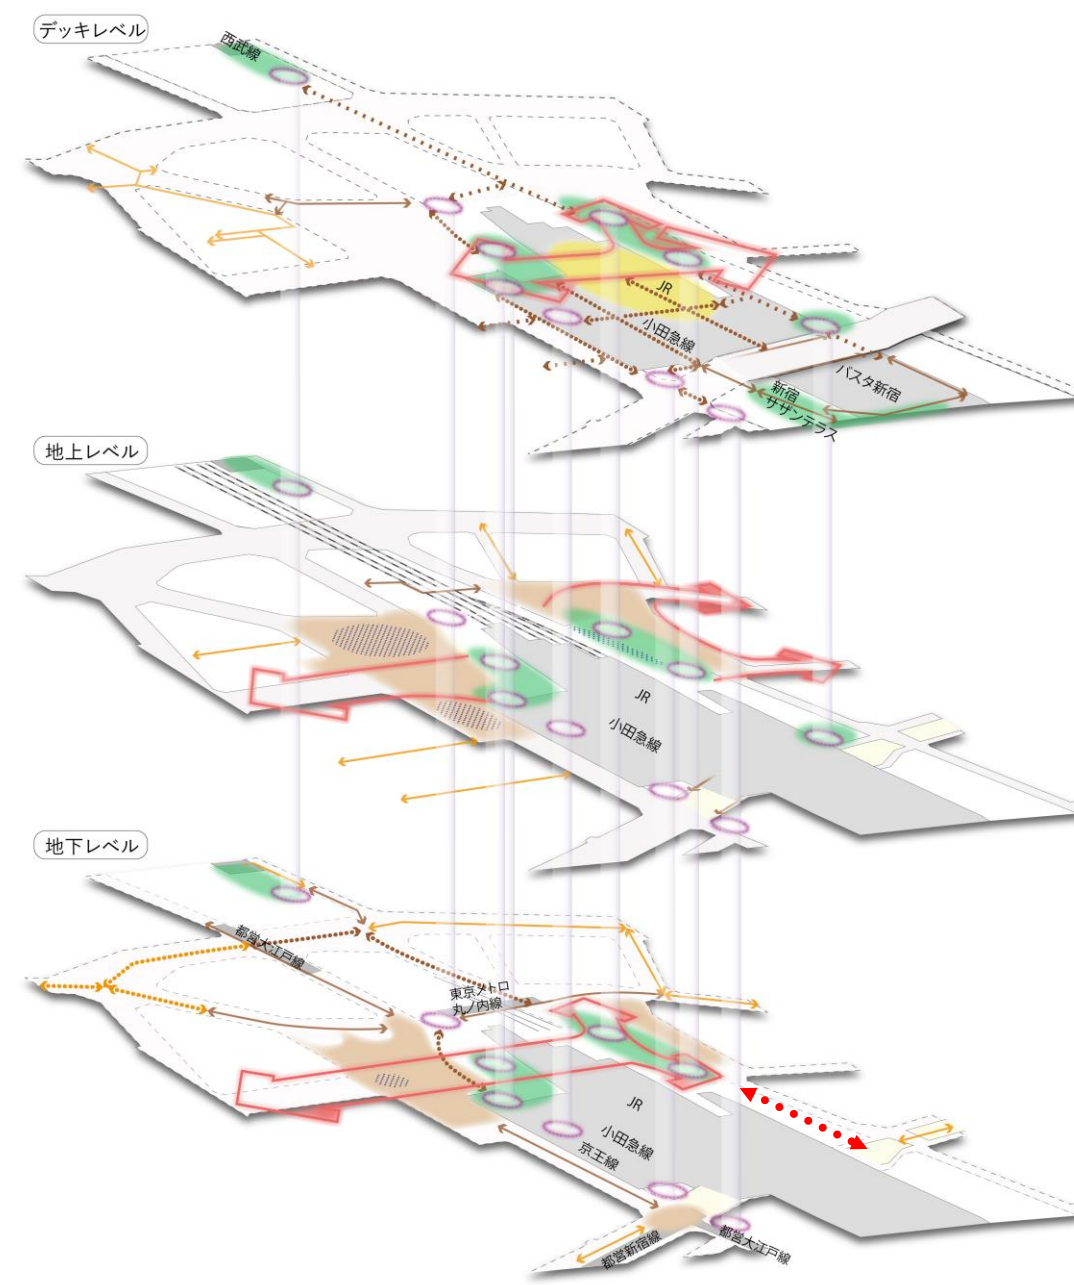 デッキレベル
西武線
JR
小田急線
バスタ新宿
新宿
サザンテラス
地上レベル
JR
小田急線
地下レベル
都営大江戸線
東京メトロ
丸ノ内線
JR
小田急線
京王線
都営大江戸線
都営新宿線